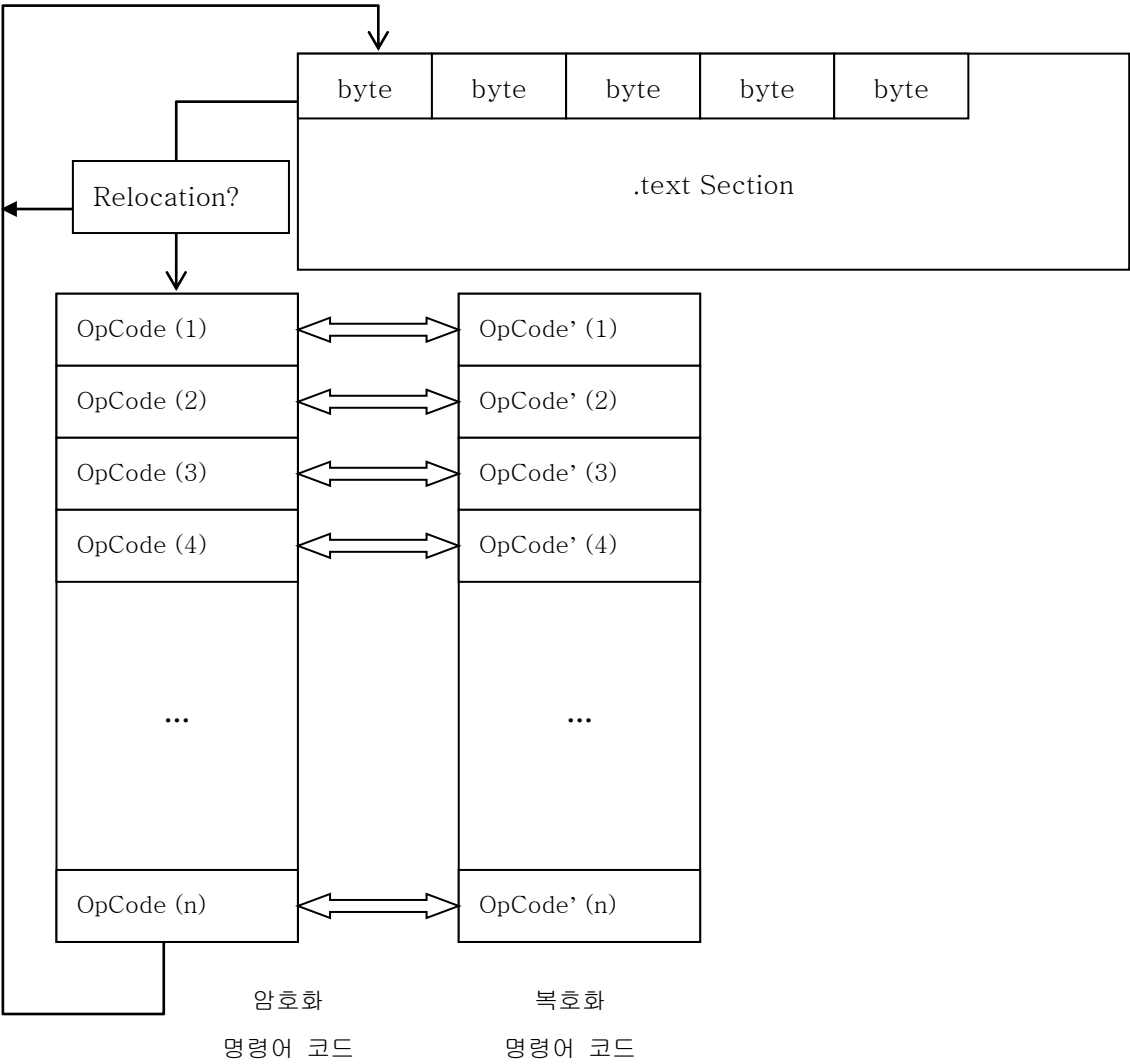 byte byte byte byte byte
.text Section
Relocation?
OpCode (1) OpCode’ (1)
OpCode (2) OpCode’ (2)
OpCode (3) OpCode’ (3)
OpCode (4) OpCode’ (4)
... ...
OpCode (n) OpCode’ (n)
암호화 복호화
명령어 코드 명령어 코드